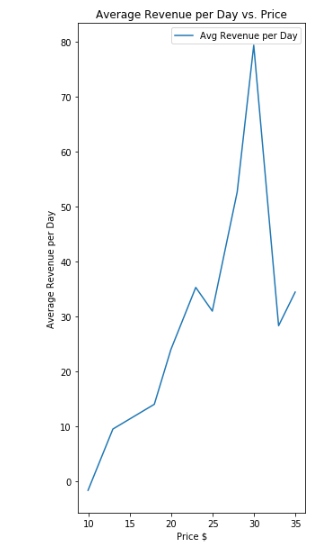 Average Revenue per Day vs. Price
Avg Revenue per Day
80
70
60
50
40
30
20
10
0
Average Revenue per Day
10 15 20 25 30 35
Price $